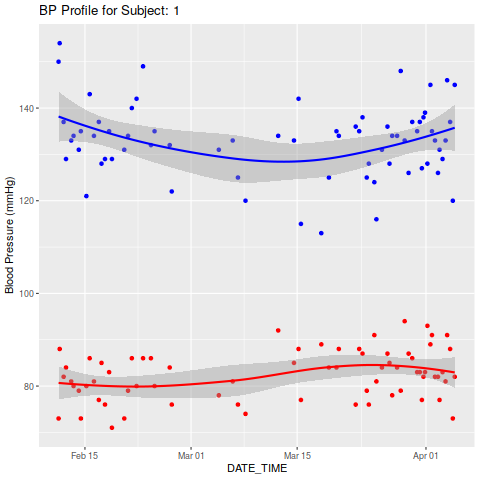 BP Profile for Subject: 1
Blood Pressure (mmHg)
140
120
100
80
Feb 15
Mar 01
Mar 15
Apr 01
DATE_TIME